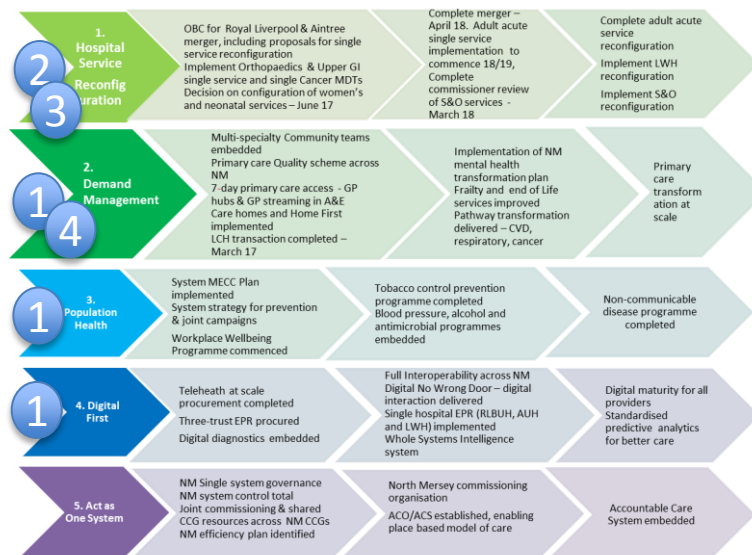 1.
Hospital
Service
Reconfig
uration
2
3
OBC for Royal Liverpool & Aintree
merger, including proposals for single
service reconfiguration
Implement Orthopaedics & Upper GI
single service and single Cancer MDTs
Decision on configuration of women's
and neonatal services – June 17
Complete merger –
April 18. Adult acute
single service
implementation to
commence 18/19,
Complete
commissioner review
of S&O services -
March 18
Complete adult acute
service
reconfiguration
Implement LWH
reconfiguration
Implement S&O
reconfiguration
2.
Demand
Management
1
4
Multi-specialty Community teams
embedded
Primary care Quality scheme across
NM
7-day primary care access - GP
hubs & GP streaming in A&E
Care homes and Home First
implemented
LCH transaction completed –
March 17
Implementation of NM
mental health
transformation plan
Frailty and end of Life
services improved
Pathway transformation
delivered – CVD,
respiratory, cancer
Primary
care
transform
ation at
scale
1
3.
Population
Health
System MECC Plan
implemented
System strategy for prevention
& joint campaigns
Workplace Wellbeing
Programme commenced
Tobacco control prevention
programme completed
Blood pressure, alcohol and
antimicrobial programmes
embedded
Non-communicable
disease programme
completed
1
4. Digital
First
Teleheath at scale
procurement completed
Three-trust EPR procured
Digital diagnostics embedded
Full Interoperability across NM
Digital No Wrong Door – digital
interaction delivered
Single hospital EPR (RLBUH, AUH
and LWH) implemented
Whole Systems Intelligence
system
Digital maturity for all
providers
Standardised
predictive analytics
for better care
5. Act as
One System
NM Single system governance
NM system control total
Joint commissioning & shared
CCG resources across NM CCGs
NM efficiency plan identified
North Mersey commissioning
organisation
ACO/ACS established, enabling
place based model of care
Accountable Care
System embedded